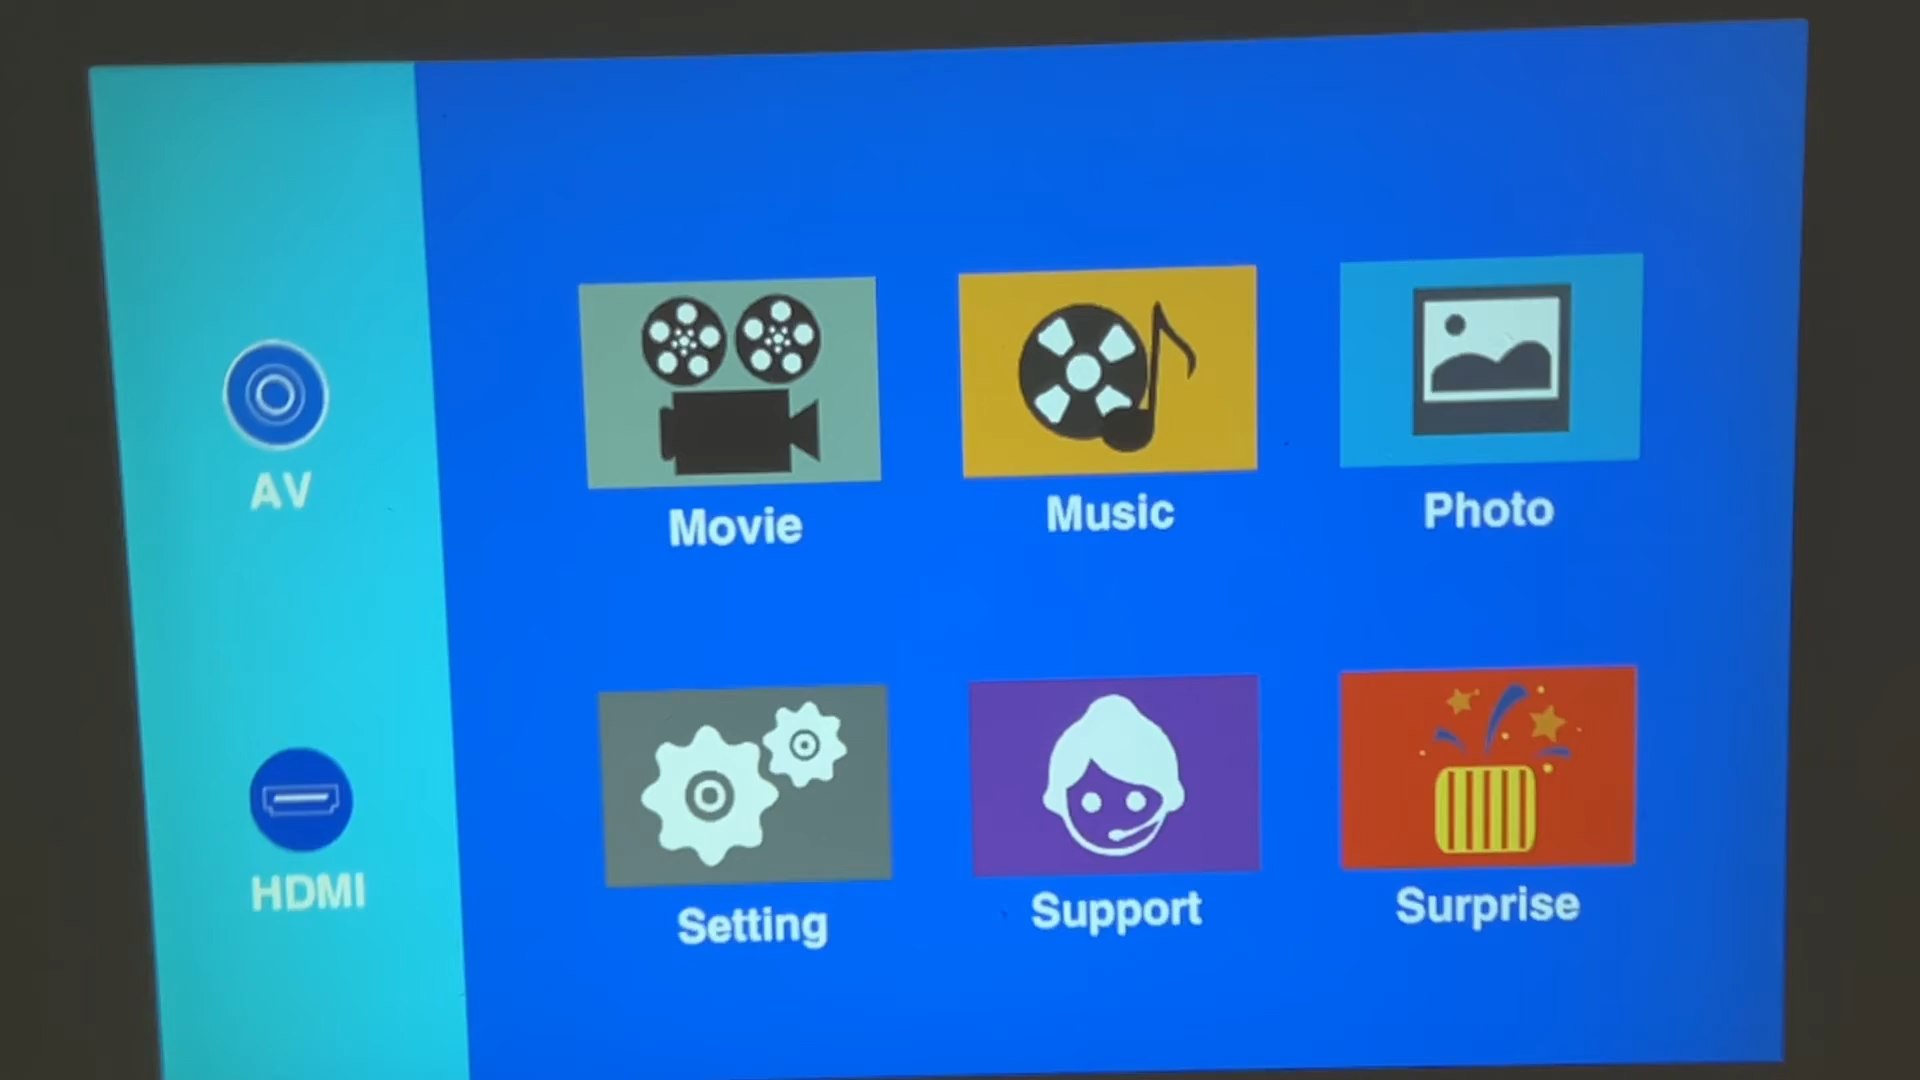 AV
HDMI
Movie
Music
Photo
Setting
Support
Surprise